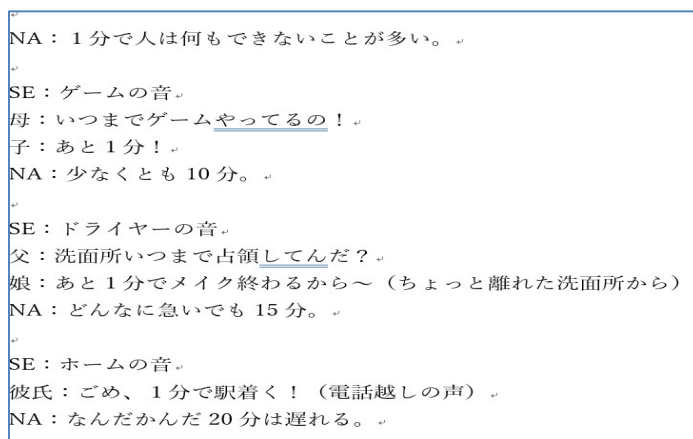 NA：１分で人は何もできないことが多い。
SE：ゲームの音
母：いつまでゲームやってるの！
子：あと１分！
NA：少なくとも 10 分。
SE：ドライヤーの音
父：洗面所いつまで占領してんだ？
娘：あと１分でメイク終わるから～（ちょっと離れた洗面所から）
NA：どんなに急いでも 15 分。
SE：ホームの音
彼氏：ごめ、１分で駅着く！（電話越しの声）
NA：なんだかんだ 20 分は遅れる。